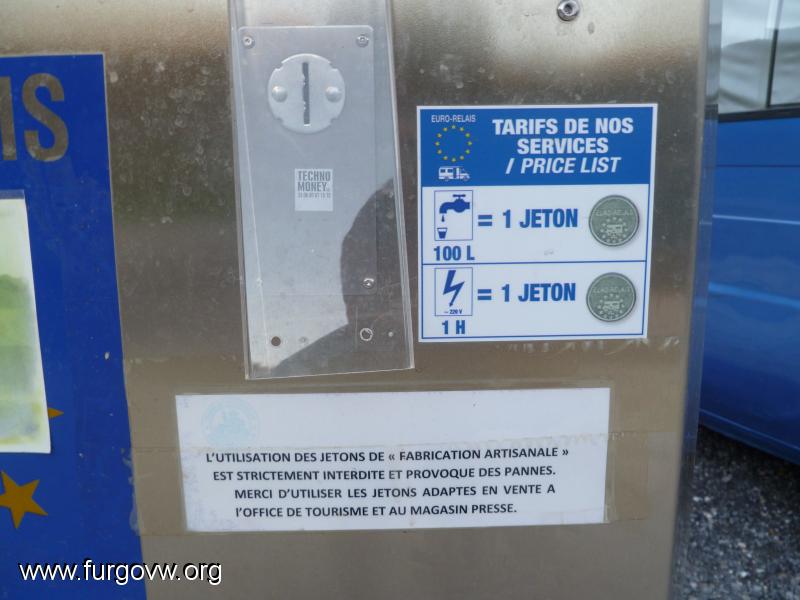 IS
TECHNO
MONEY
EURO-RELAIS
TARIFS DE NOS
SERVICES
/ PRICE LIST
= 1 JETON
100 L
= 1 JETON
~ 220 V
1 H
L'UTILISATION DES JETONS DE « FABRICATION ARTISANALE »
EST STRICTEMENT INTERDITE ET PROVOQUE DES PANNES.
MERCI D'UTILISER LES JETONS ADAPTES EN VENTE A
l'OFFICE DE TOURISME ET AU MAGASIN PRESSE.
www.furgovw.org